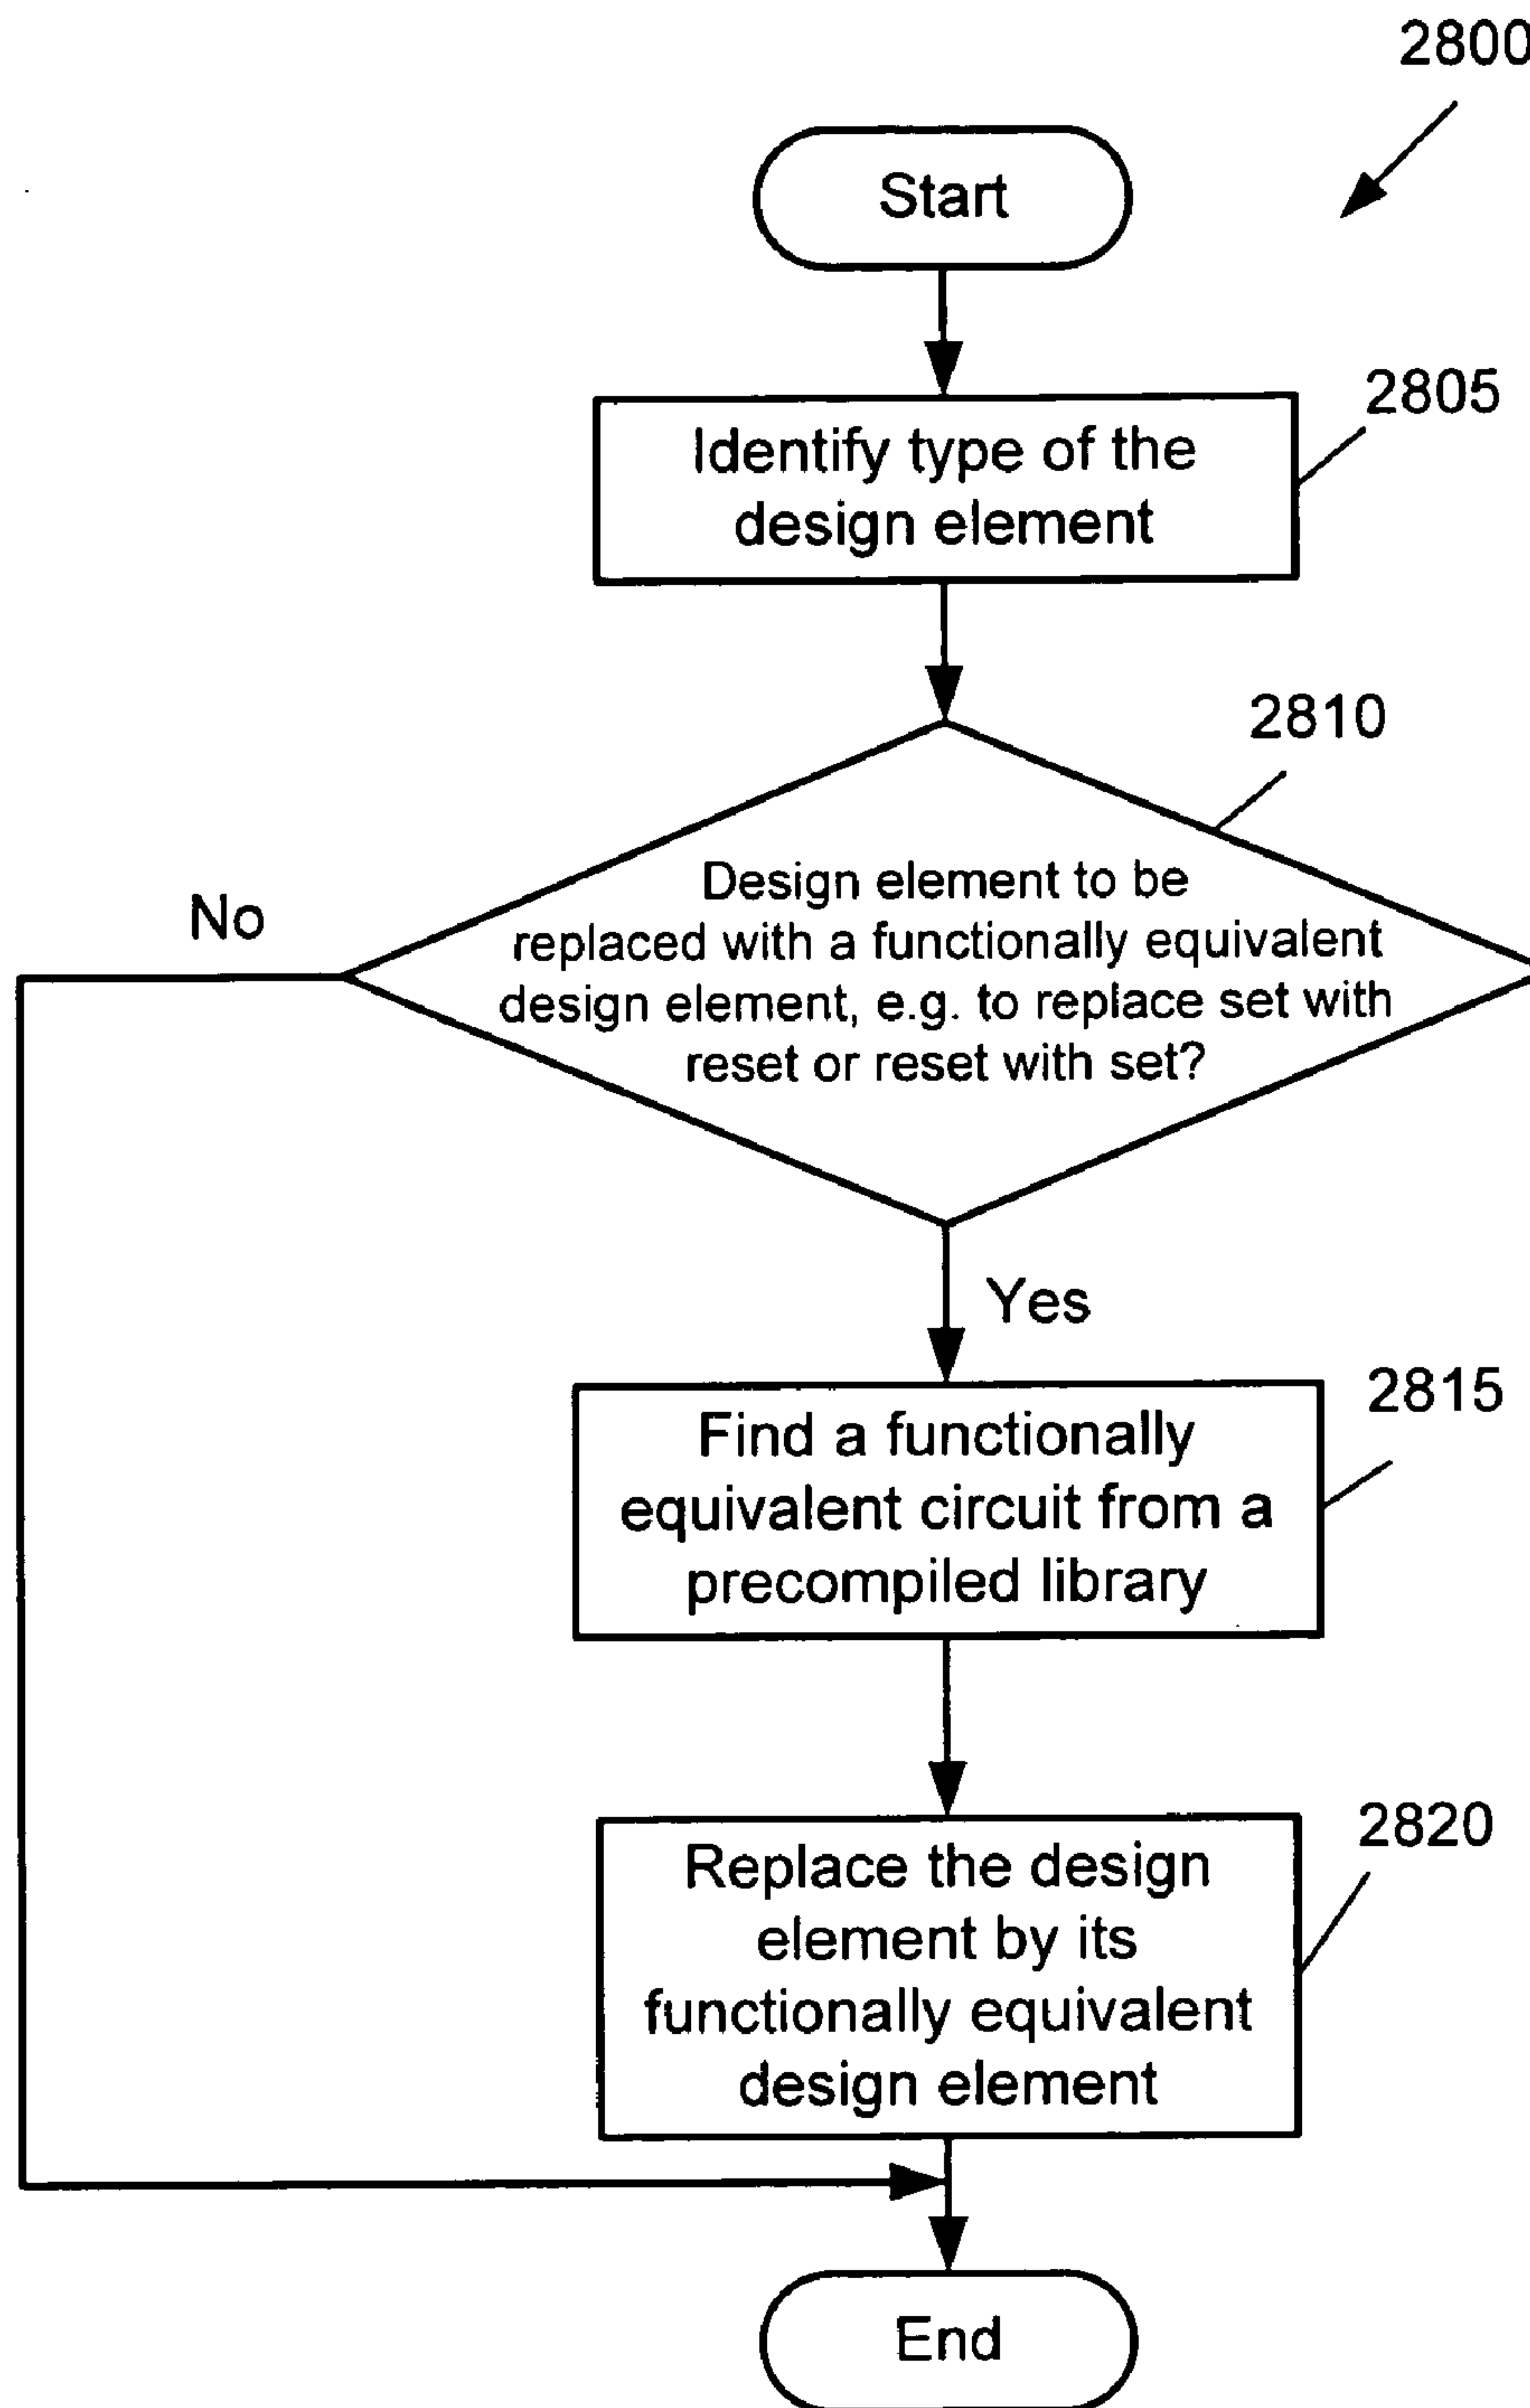 2800
Start
2805
Identify type of the
design element
2810
Design element to be
replaced with a functionally equivalent
design element, e.g. to replace set with
reset or reset with set?
No
Yes
2815
Find a functionally
equivalent circuit from a
precompiled library
2820
Replace the design
element by its
functionally equivalent
design element
End